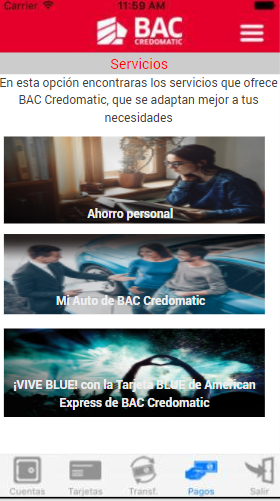 Carrier 11:59 AM
BAC
CREDOMATIC
Servicios
En esta opción encontraras los servicios que ofrece
BAC Credomatic, que se adaptan mejor a tus
necesidades
Ahorro personal
Mi Auto de BAC Credomatic
¡VIVE BLUE! con la Tarjeta BLUE de American
Express de BAC Credomatic
Cuentas Tarjetas Transf. Pagos Salir